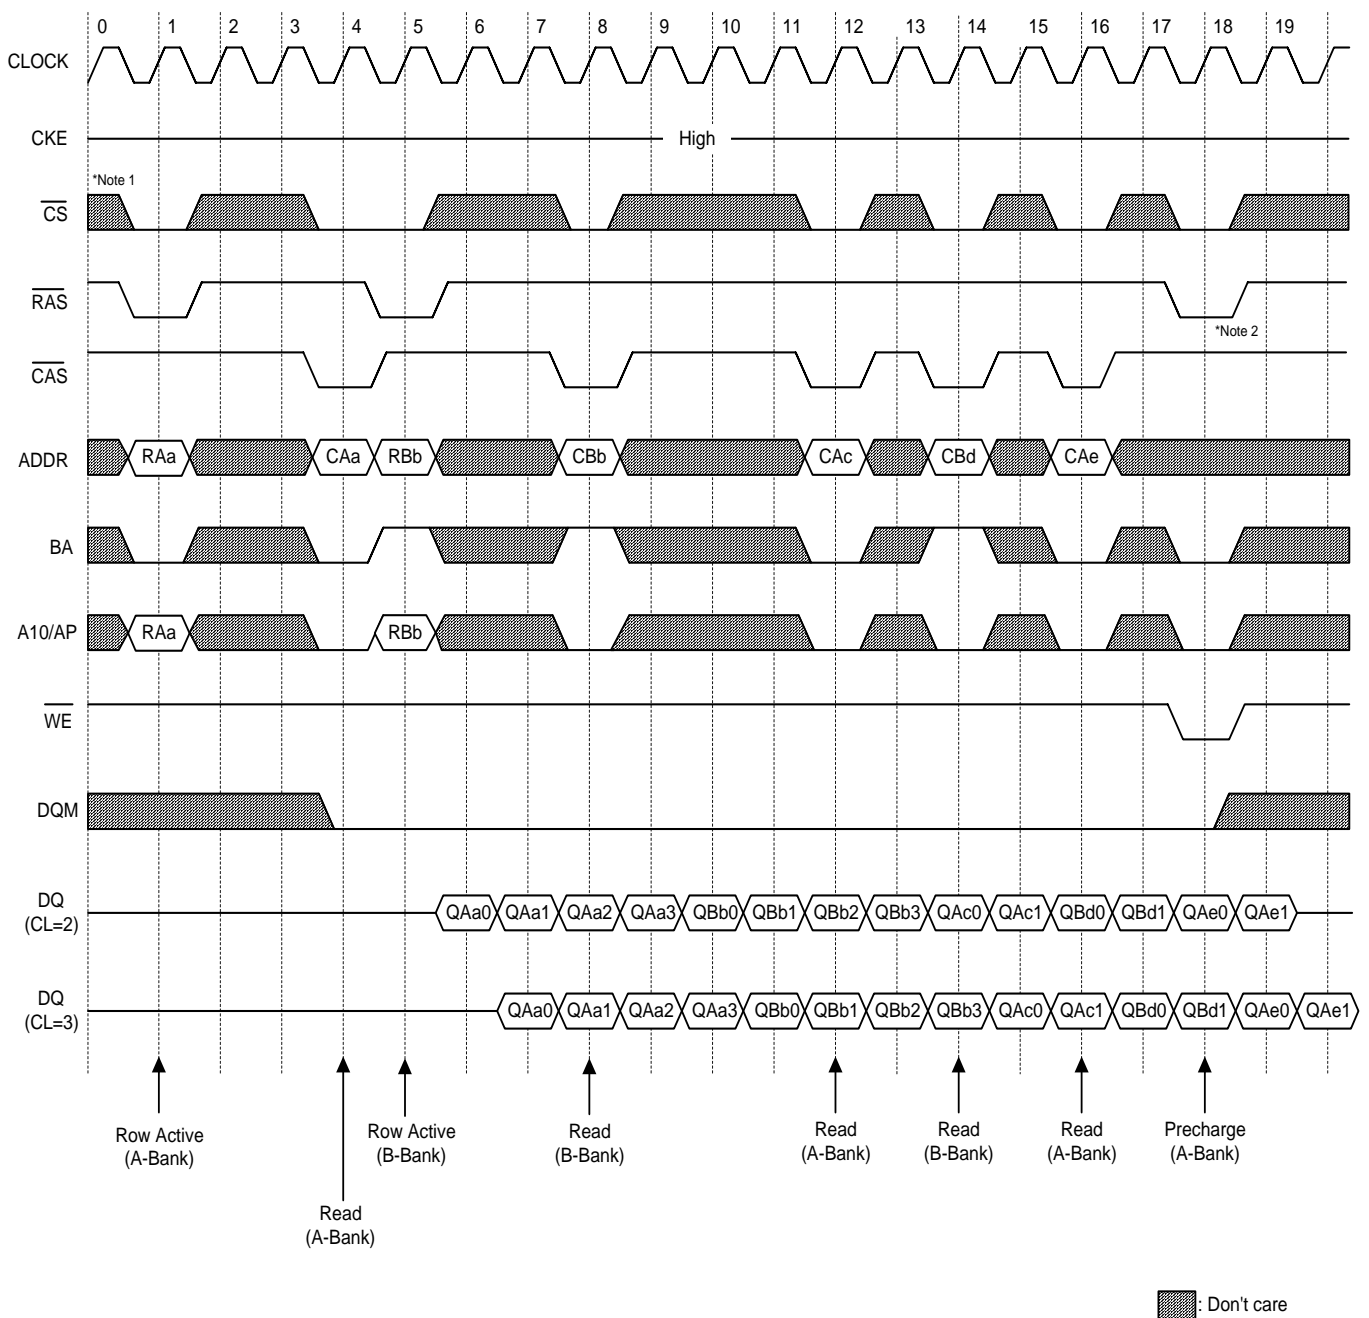 0 1 2 3 4 5 6 7 8 9 10 11 12 13 14 15 16 17 18 19
CLOCK
CKE High
*Note 1
CS
RAS
*Note 2
CAS
ADDR RAa CAa RBb CBb CAc CBd CAe
BA
A10/AP RAa RBb
WE
DQM
DQ
(CL=2) QAa0 QAa1 QAa2 QAa3 QBb0 QBb1 QBb2 QBb3 QAc0 QAc1 QBd0 QBd1 QAe0 QAe1
DQ
(CL=3) QAa0 QAa1 QAa2 QAa3 QBb0 QBb1 QBb2 QBb3 QAc0 QAc1 QBd0 QBd1 QAe0 QAe1
Row Active
(A-Bank)
Read
(A-Bank)
Row Active
(B-Bank)
Read
(B-Bank)
Read
(A-Bank)
Read
(B-Bank)
Read
(A-Bank)
Precharge
(A-Bank)
: Don't care